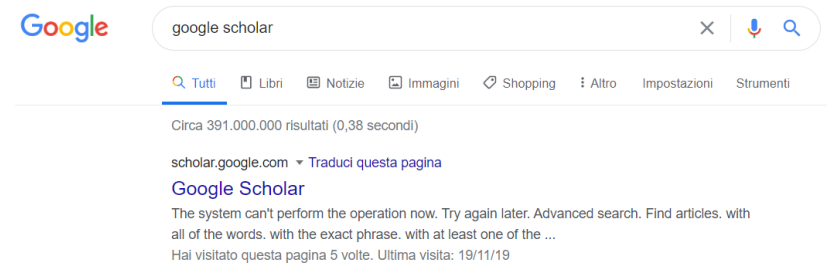 Google google scholar
Tutti Libri Notizie Immagini Shopping Altro Impostazioni Strumenti
Circa 391.000.000 risultati (0,38 secondi)
scholar.google.com Traduci questa pagina
Google Scholar
The system can't perform the operation now. Try again later. Advanced search. Find articles. with
all of the words. with the exact phrase. with at least one of the ...
Hai visitato questa pagina 5 volte. Ultima visita: 19/11/19